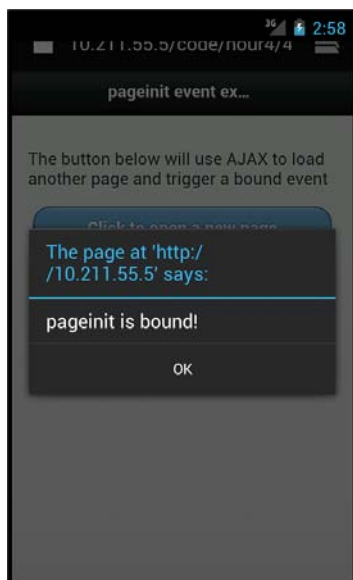 3G 2:58
10.211.55.5/code/hour4/4
pageinit event ex...
The button below will use AJAX to load
another page and trigger a bound event
Click to open a new page
The page at 'http:/
/10.211.55.5' says:
pageinit is bound!
OK